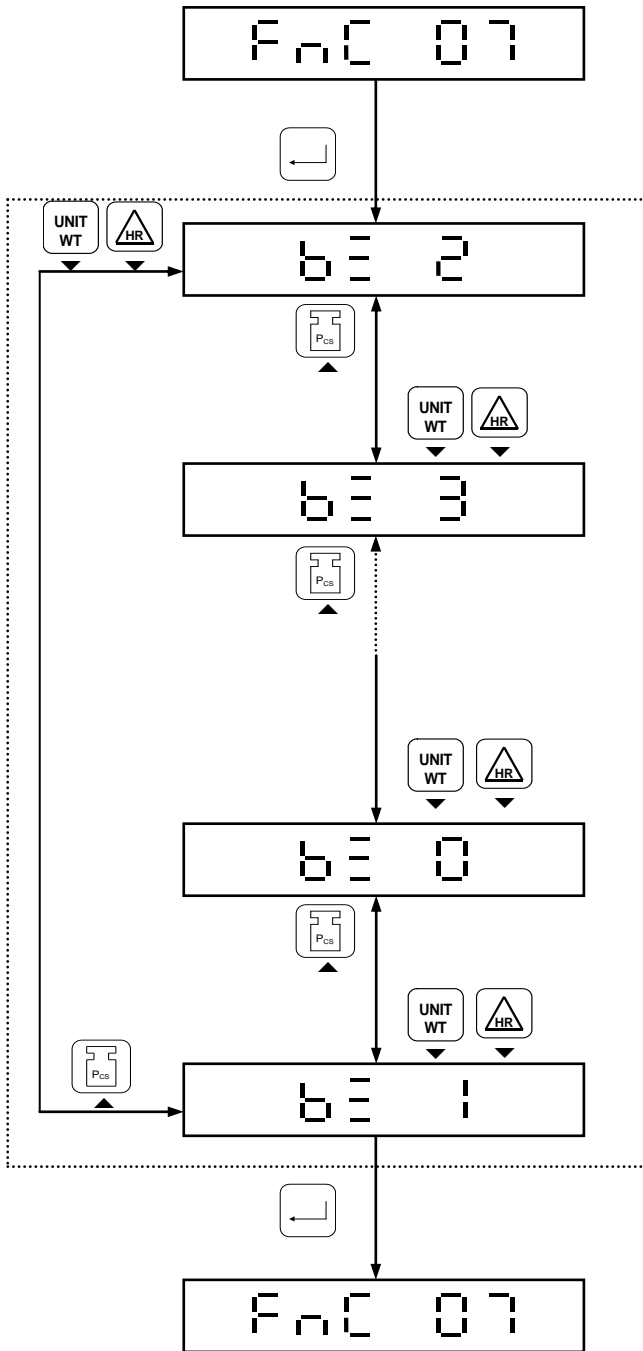 FnC 07
UNIT
WT
HR
b≡ 2
Pcs
UNIT
WT
HR
b≡ 3
Pcs
UNIT
WT
HR
b≡ 0
Pcs
UNIT
WT
HR
Pcs
b≡ 1
FnC 07